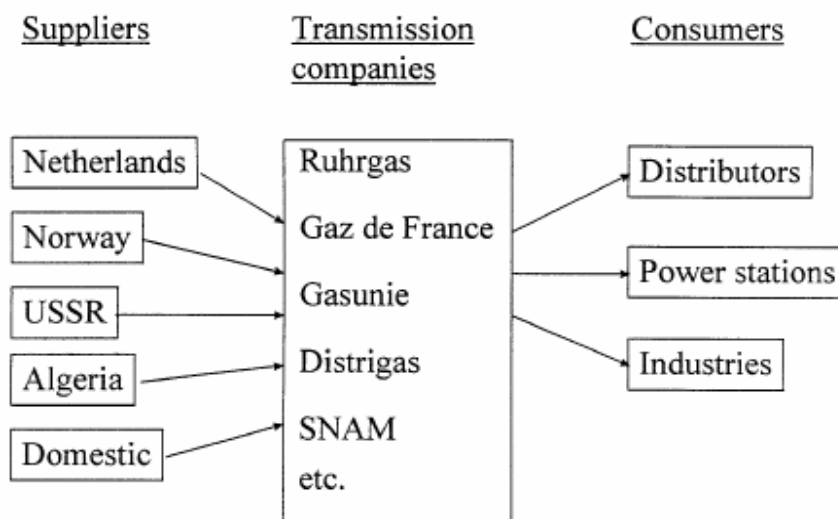 Suppliers
Transmission
companies
Consumers
Netherlands
Norway
USSR
Algeria
Domestic
Ruhrgas
Gaz de France
Gasunie
Distrigas
SNAM
etc.
Distributors
Power stations
Industries